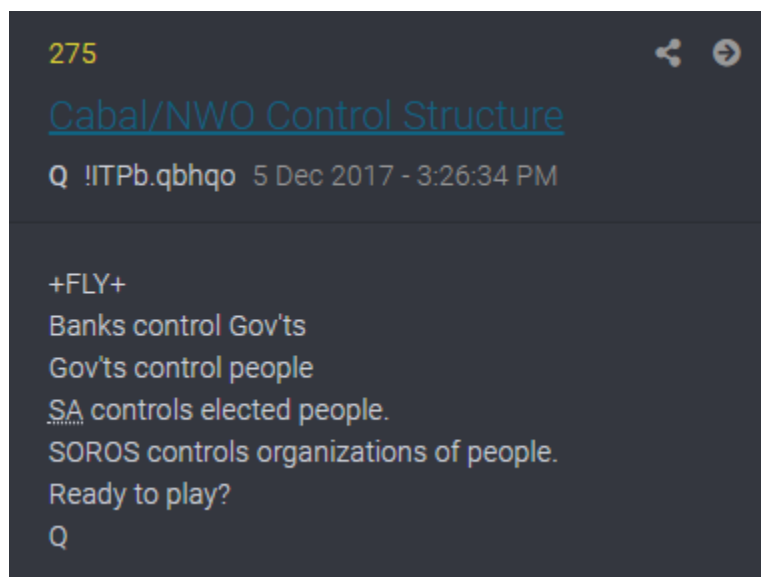 275
Cabal/NWO Control Structure
Q !ITPb.qbhqo 5 Dec 2017 - 3:26:34 PM
+FLY+
Banks control Gov'ts
Gov'ts control people
SA controls elected people.
SOROS controls organizations of people.
Ready to play?
Q